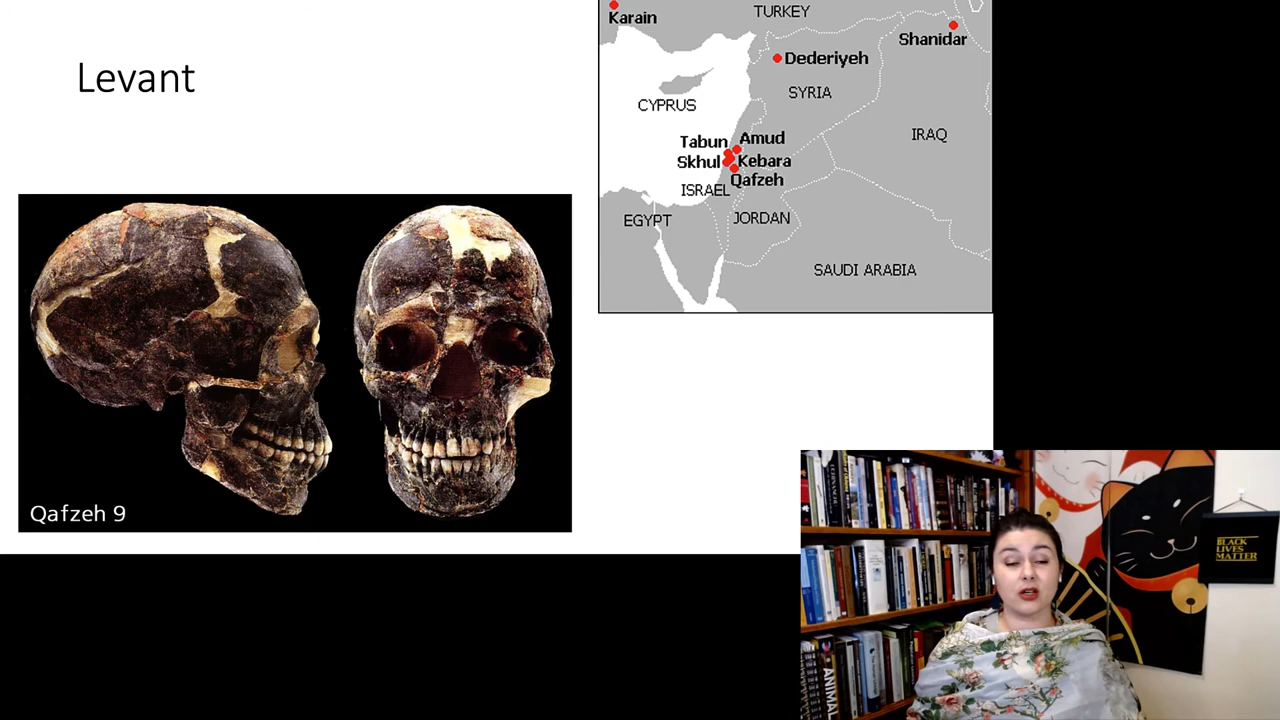 Levant
Karain
TURKEY
Shanidar
Dederiyeh
CYPRUS
SYRIA
IRAQ
Tabun
Amud
Skhul
Kebara
Qafzeh
ISRAEL
EGYPT
JORDAN
SAUDI ARABIA
Qafzeh 9
BLACK
LIVES
MATTER
ANIMAL